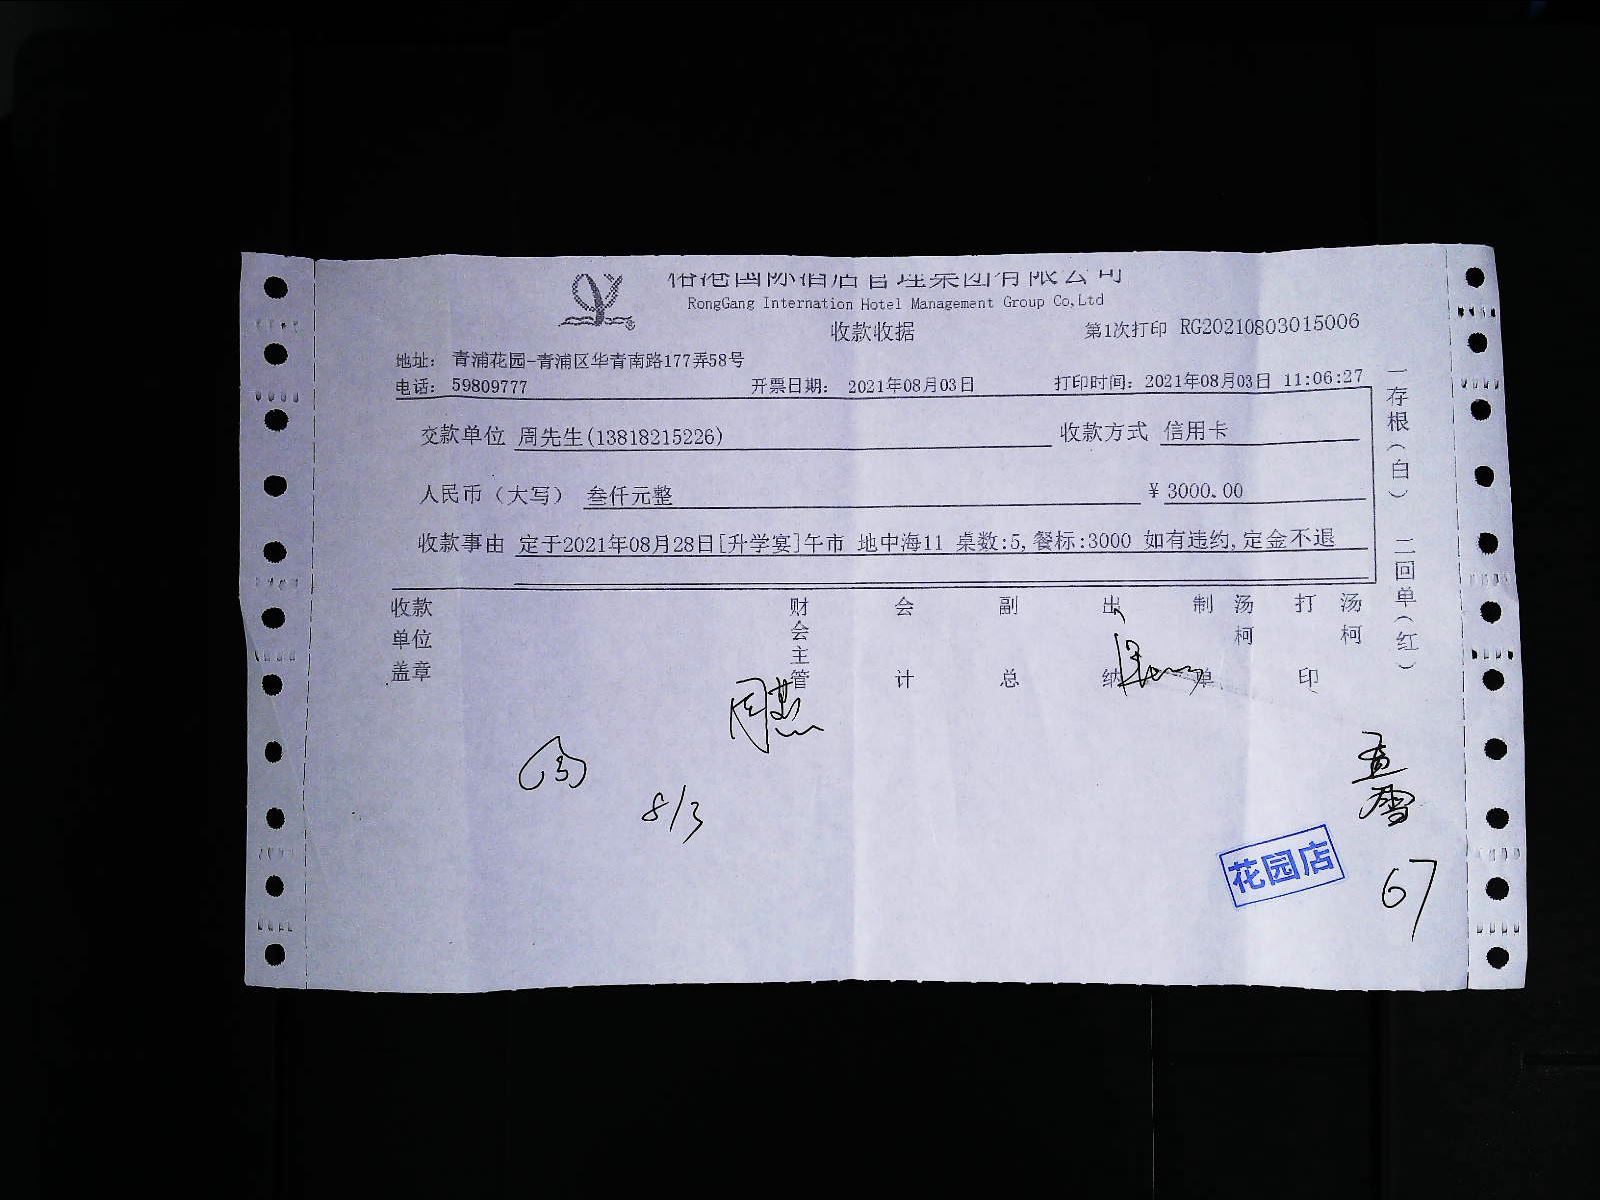 裕港国际酒店管理集团有限公司
RongGang Internation Hotel Management Group Co,Ltd
收款收据
第1次打印 RG20210803015006
地址: 青浦花园-青浦区华青南路177弄58号
电话: 59809777 开票日期: 2021年08月03日 打印时间: 2021年08月03日 11:06:27
交款单位 周先生(13818215226) 收款方式 信用卡
人民币（大写） 叁仟元整 ¥ 3000.00
收款事由 定于2021年08月28日[升学宴]午市 地中海11 桌数:5,餐标:3000 如有违约,定金不退
一存根（白） 二回单（红）
收款单位盖章 财会主管 会计 副总 出纳 制单 汤柯 打印 汤柯
周
8/3
花园店
67